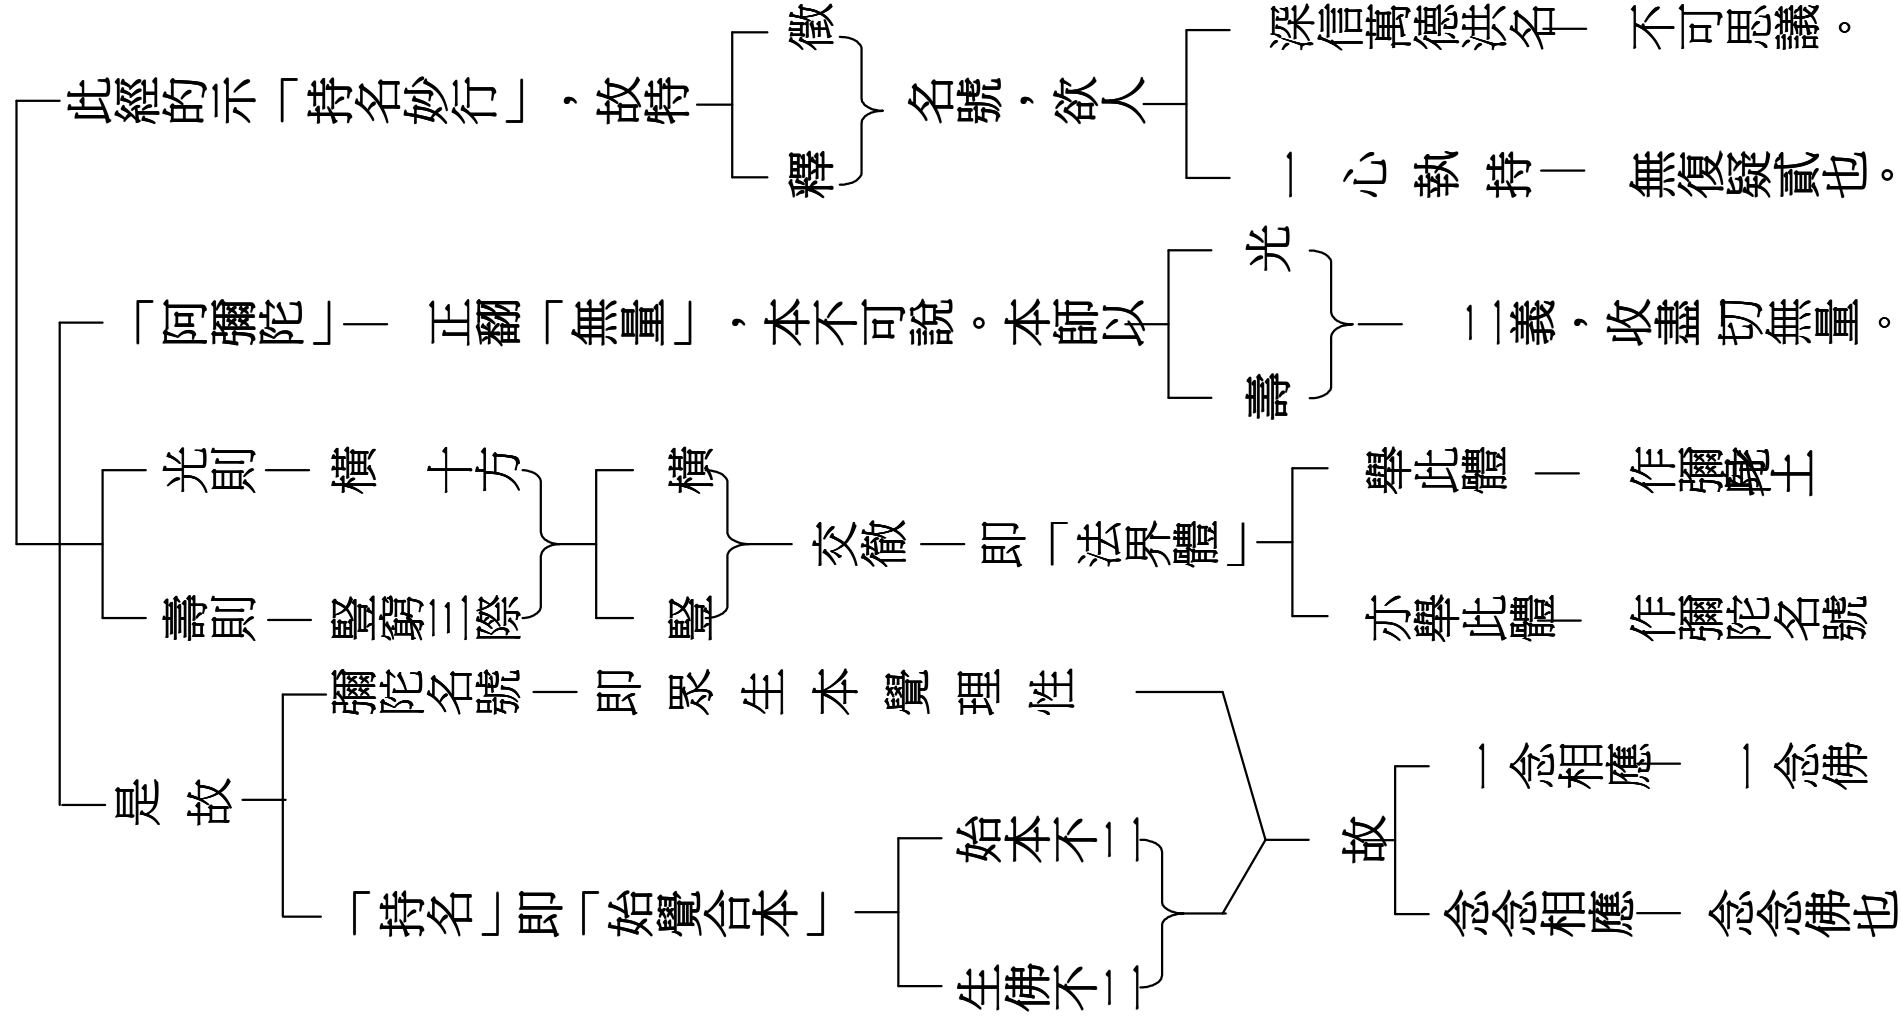 此經的示「持名妙行」，故特
徵
釋
名號，欲人
深信萬德洪名
不可思議。
一心執持
無復疑貳也。
「阿彌陀」
正翻「無量」，本不可說。本師以
光
壽
二義，收盡切無量。
光則
橫 十方
壽則
豎窮三際
橫
豎
交徹
即「法界體」
舉此體
作彌陀身土
亦舉此體
作彌陀名號
是故
彌陀名號
即眾生本覺理性
「持名」即「始覺合本」
始本不二
生佛不二
故
一念相應
一念佛
念念相應
念念佛也